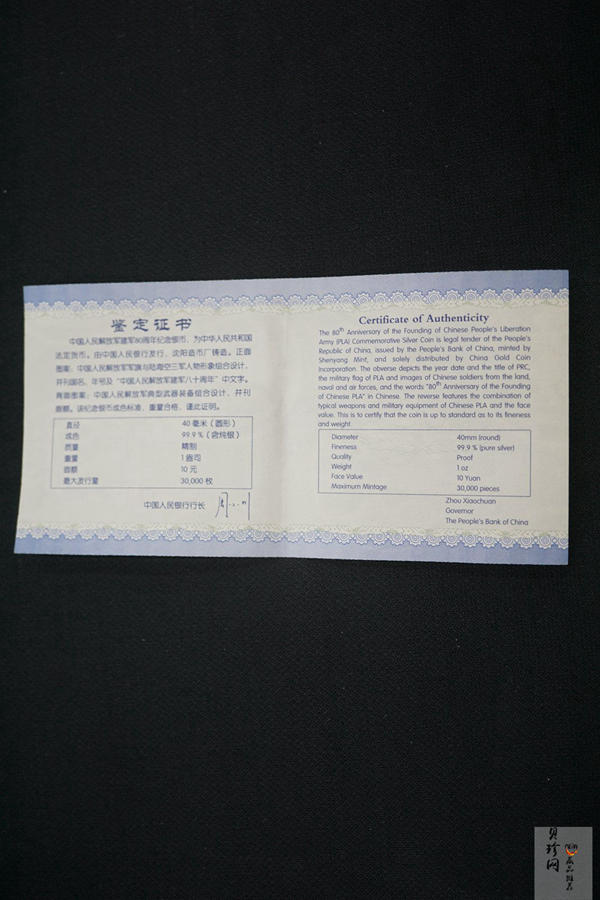 鉴定证书
中国人民解放军建军80周年纪念银币,为中华人民共和国
法定货币。由中国人民银行发行,沈阳造币厂铸造。正面
图案:中国人民解放军军旗与陆海空三军人物形象组合设计,
并刊国名、年号及“中国人民解放军建军八十周年”中文字。
背面图案:中国人民解放军典型武器装备组合设计,并刊
面额。该纪念银币成色标准、重量合格,谨此证明。
直径 40毫米(圆形)
成色 99.9%(含纯银)
质量 精制
重量 1盎司
面额 10元
最大发行量 30,000枚
中国人民银行行长
Certificate of Authenticity
The 80th Anniversary of the Founding of Chinese People's Liberation
Army (PLA) Commemorative Silver Coin is legal tender of the People's
Republic of China, issued by the People's Bank of China, minted by
Shenyang Mint, and solely distributed by China Gold Coin
Incorporation. The obverse depicts the year date and the title of PRC,
the military flag of PLA and images of Chinese soldiers from the land,
naval and air forces, and the words "80th Anniversary of the Founding
of Chinese PLA" in Chinese. The reverse features the combination of
typical weapons and military equipment of Chinese PLA and the face
value. This is to certify that the coin is up to standard as to its fineness
and weight.
Diameter 40mm (round)
Fineness 99.9 % (pure silver)
Quality Proof
Weight 1 oz
Face Value 10 Yuan
Maximum Mintage 30,000 pieces
Zhou Xiaochuan
Governor
The People's Bank of China
贝珍网